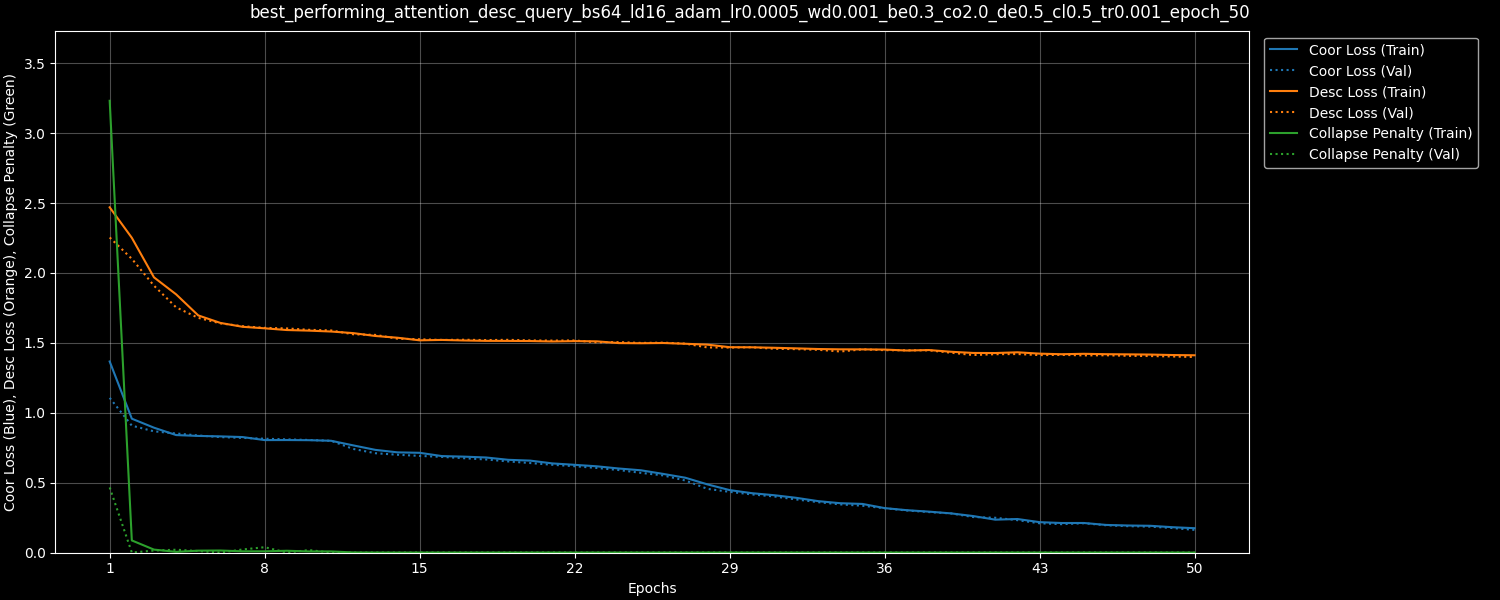 best_performing_attention_desc_query_bs64_ld16_adam_lr0.0005_wd0.001_be0.3_co2.0_de0.5_cl0.5_tr0.001_epoch_50
Coor Loss (Blue), Desc Loss (Orange), Collapse Penalty (Green)
3.5
3.0
2.5
2.0
1.5
1.0
0.5
0.0
1
8
15
22
29
36
43
50
Epochs
Coor Loss (Train)
Coor Loss (Val)
Desc Loss (Train)
Desc Loss (Val)
Collapse Penalty (Train)
Collapse Penalty (Val)